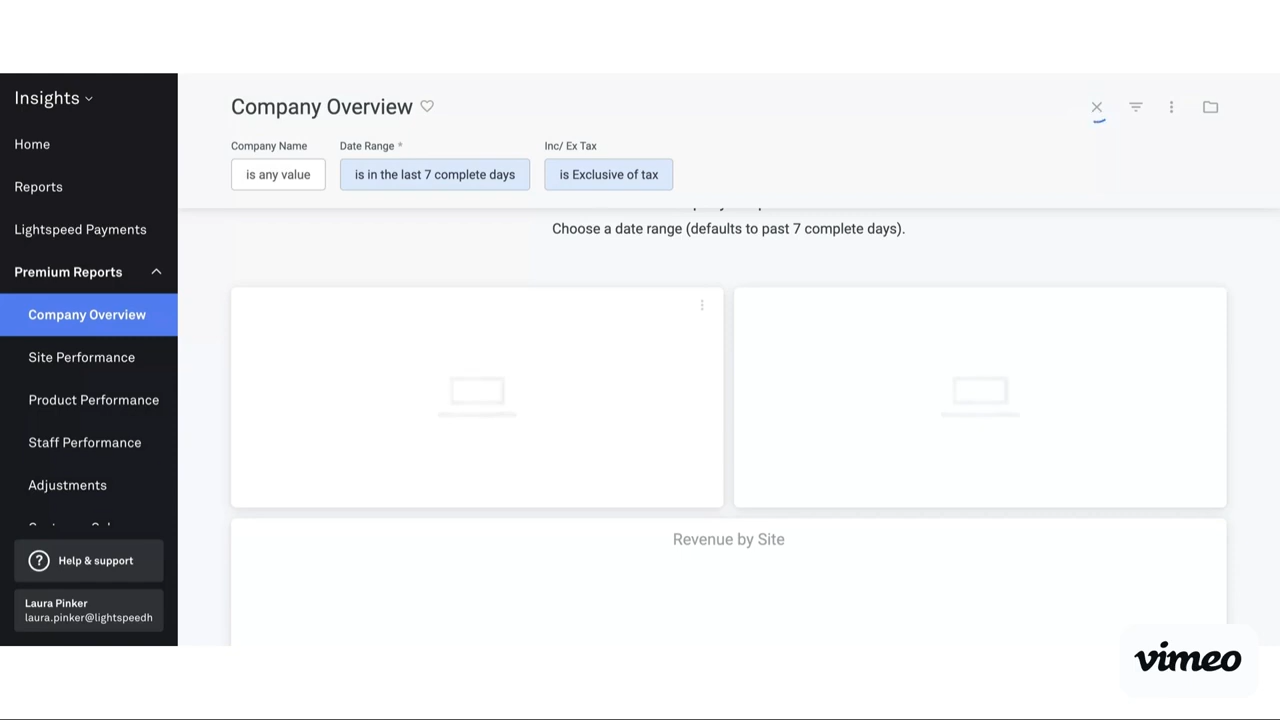 Insights
Home
Reports
Lightspeed Payments
Premium Reports
Company Overview
Site Performance
Product Performance
Staff Performance
Adjustments
? Help & support
Laura Pinker
laura.pinker@lightspeedh
Company Overview
Company Name
Date Range *
Inc/ Ex Tax
is any value
is in the last 7 complete days
is Exclusive of tax
Choose a date range (defaults to past 7 complete days).
Revenue by Site
vimeo